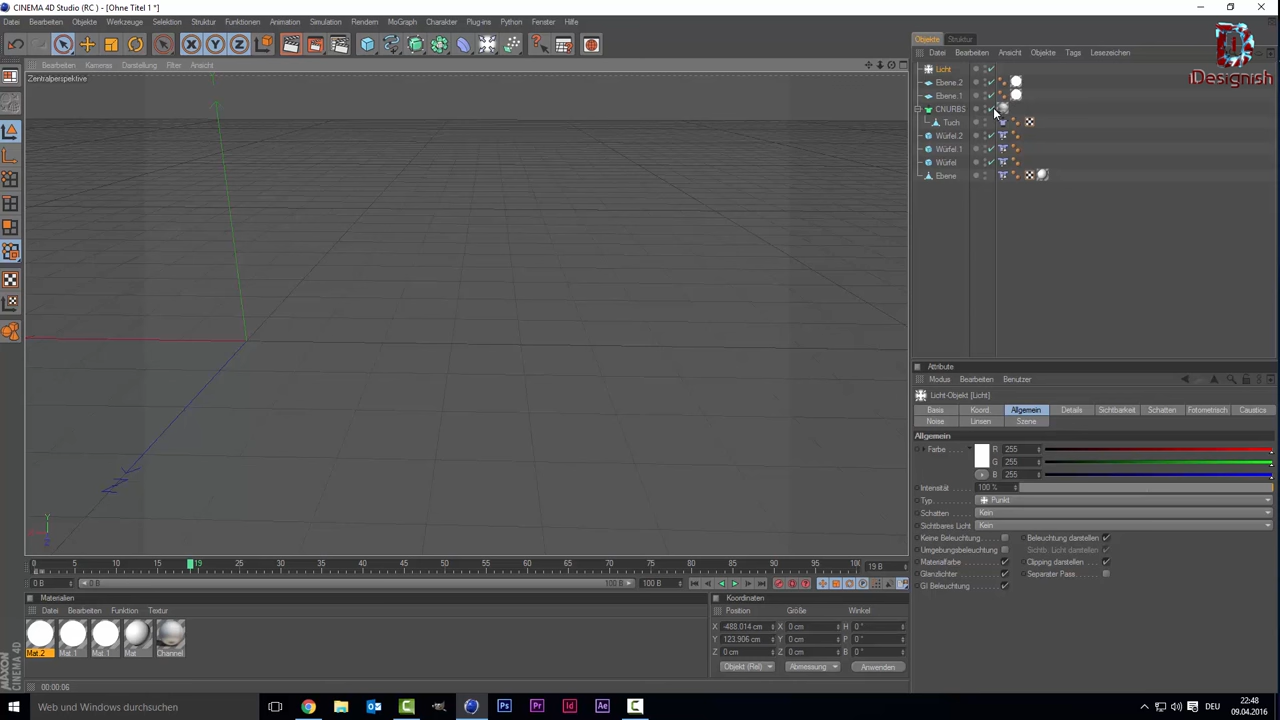 CINEMA 4D Studio (RC ) - [Ohne Titel 1 *]
Datei Bearbeiten Objekte Werkzeuge Selektion Struktur Funktionen Animation Simulation Rendern MoGraph Charakter Plug-ins Python Fenster Hilfe
Bearbeiten Kameras Darstellung Filter Ansicht
Zentralperspektive
Objekte Struktur
Datei Bearbeiten Ansicht Objekte Tags Lesezeichen
iDesignish
Licht
Ebene.2
Ebene.1
CNURBS
Tuch
Würfel.2
Würfel.1
Würfel
Ebene
Attribute
Modus Bearbeiten Benutzer
Licht-Objekt [Licht]
Basis Koord. Allgemein Details Sichtbarkeit Schatten Fotometrisch Caustics
Noise Linsen Szene
Allgemein
Farbe R 255
G 255
B 255
Intensität 100 %
Typ Punkt
Schatten Kein
Sichtbares Licht Kein
Keine Beleuchtung Beleuchtung darstellen
Umgebungsbeleuchtung Sichtb. Licht darstellen
Materialfarbe Clipping darstellen
Glanzlichter Separater Pass
GI Beleuchtung
Y
Z
0 5 10 15 19 25 30 35 40 45 50 55 60 65 70 75 80 85 90 95 100
19 B
0 B 0 B 100 B 100 B
Materialien
Datei Bearbeiten Funktion Textur
Mat.2 Mat.1 Mat.1 Mat Channel
Koordinaten
Position Größe Winkel
X -488.014 cm X 0 cm H 0 °
Y 123.906 cm Y 0 cm P 0 °
Z 0 cm Z 0 cm B 0 °
Objekt (Rel) Abmessung Anwenden
MAXON
CINEMA 4D
00:00:06
Web und Windows durchsuchen
Ps Pr Id Ae
DEU
22:48
09.04.2016